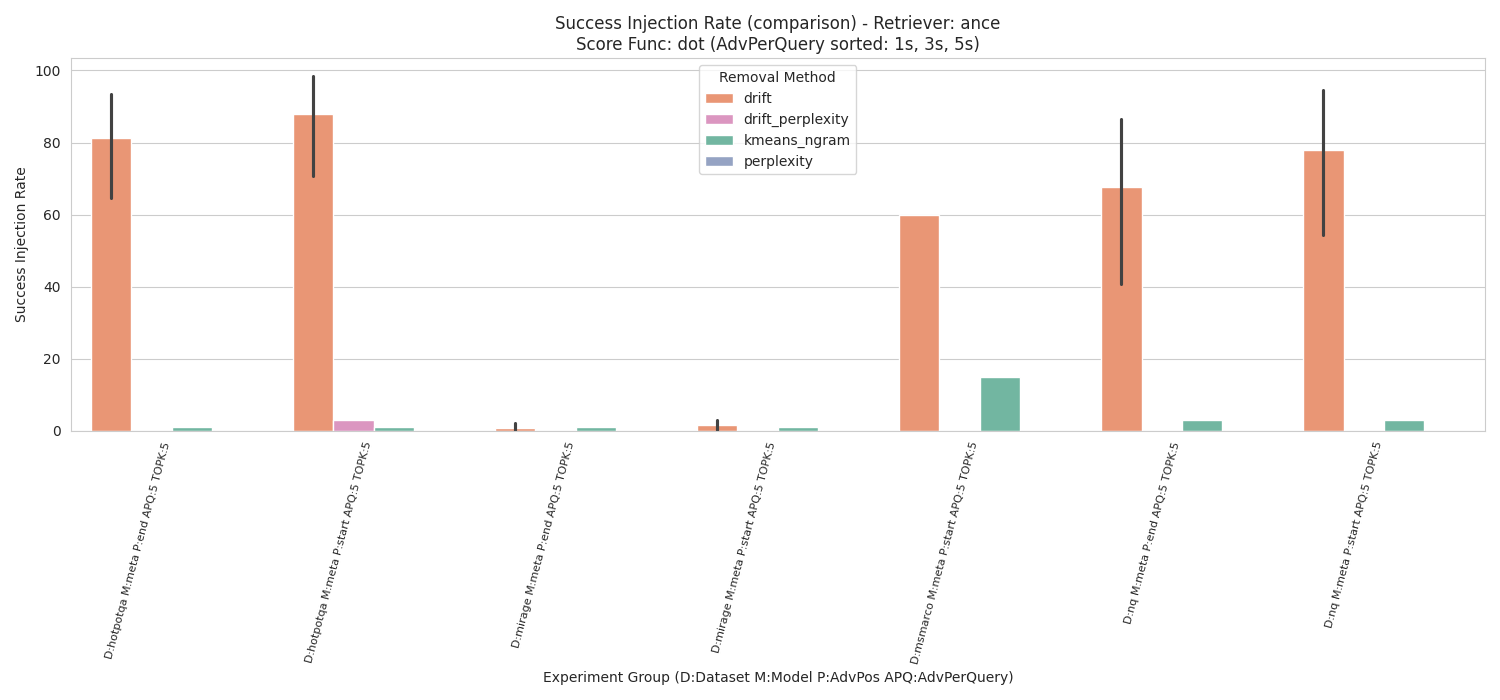 Success Injection Rate (comparison) - Retriever: ance
Score Func: dot (AdvPerQuery sorted: 1s, 3s, 5s)
Success Injection Rate
100
80
60
40
20
0
Removal Method
drift
drift_perplexity
kmeans_ngram
perplexity
D:hotpotqa M:meta P:end APQ:5 TOPK:5
D:hotpotqa M:meta P:start APQ:5 TOPK:5
D:mirage M:meta P:end APQ:5 TOPK:5
D:mirage M:meta P:start APQ:5 TOPK:5
D:msmarco M:meta P:start APQ:5 TOPK:5
D:nq M:meta P:end APQ:5 TOPK:5
D:nq M:meta P:start APQ:5 TOPK:5
Experiment Group (D:Dataset M:Model P:AdvPos APQ:AdvPerQuery)